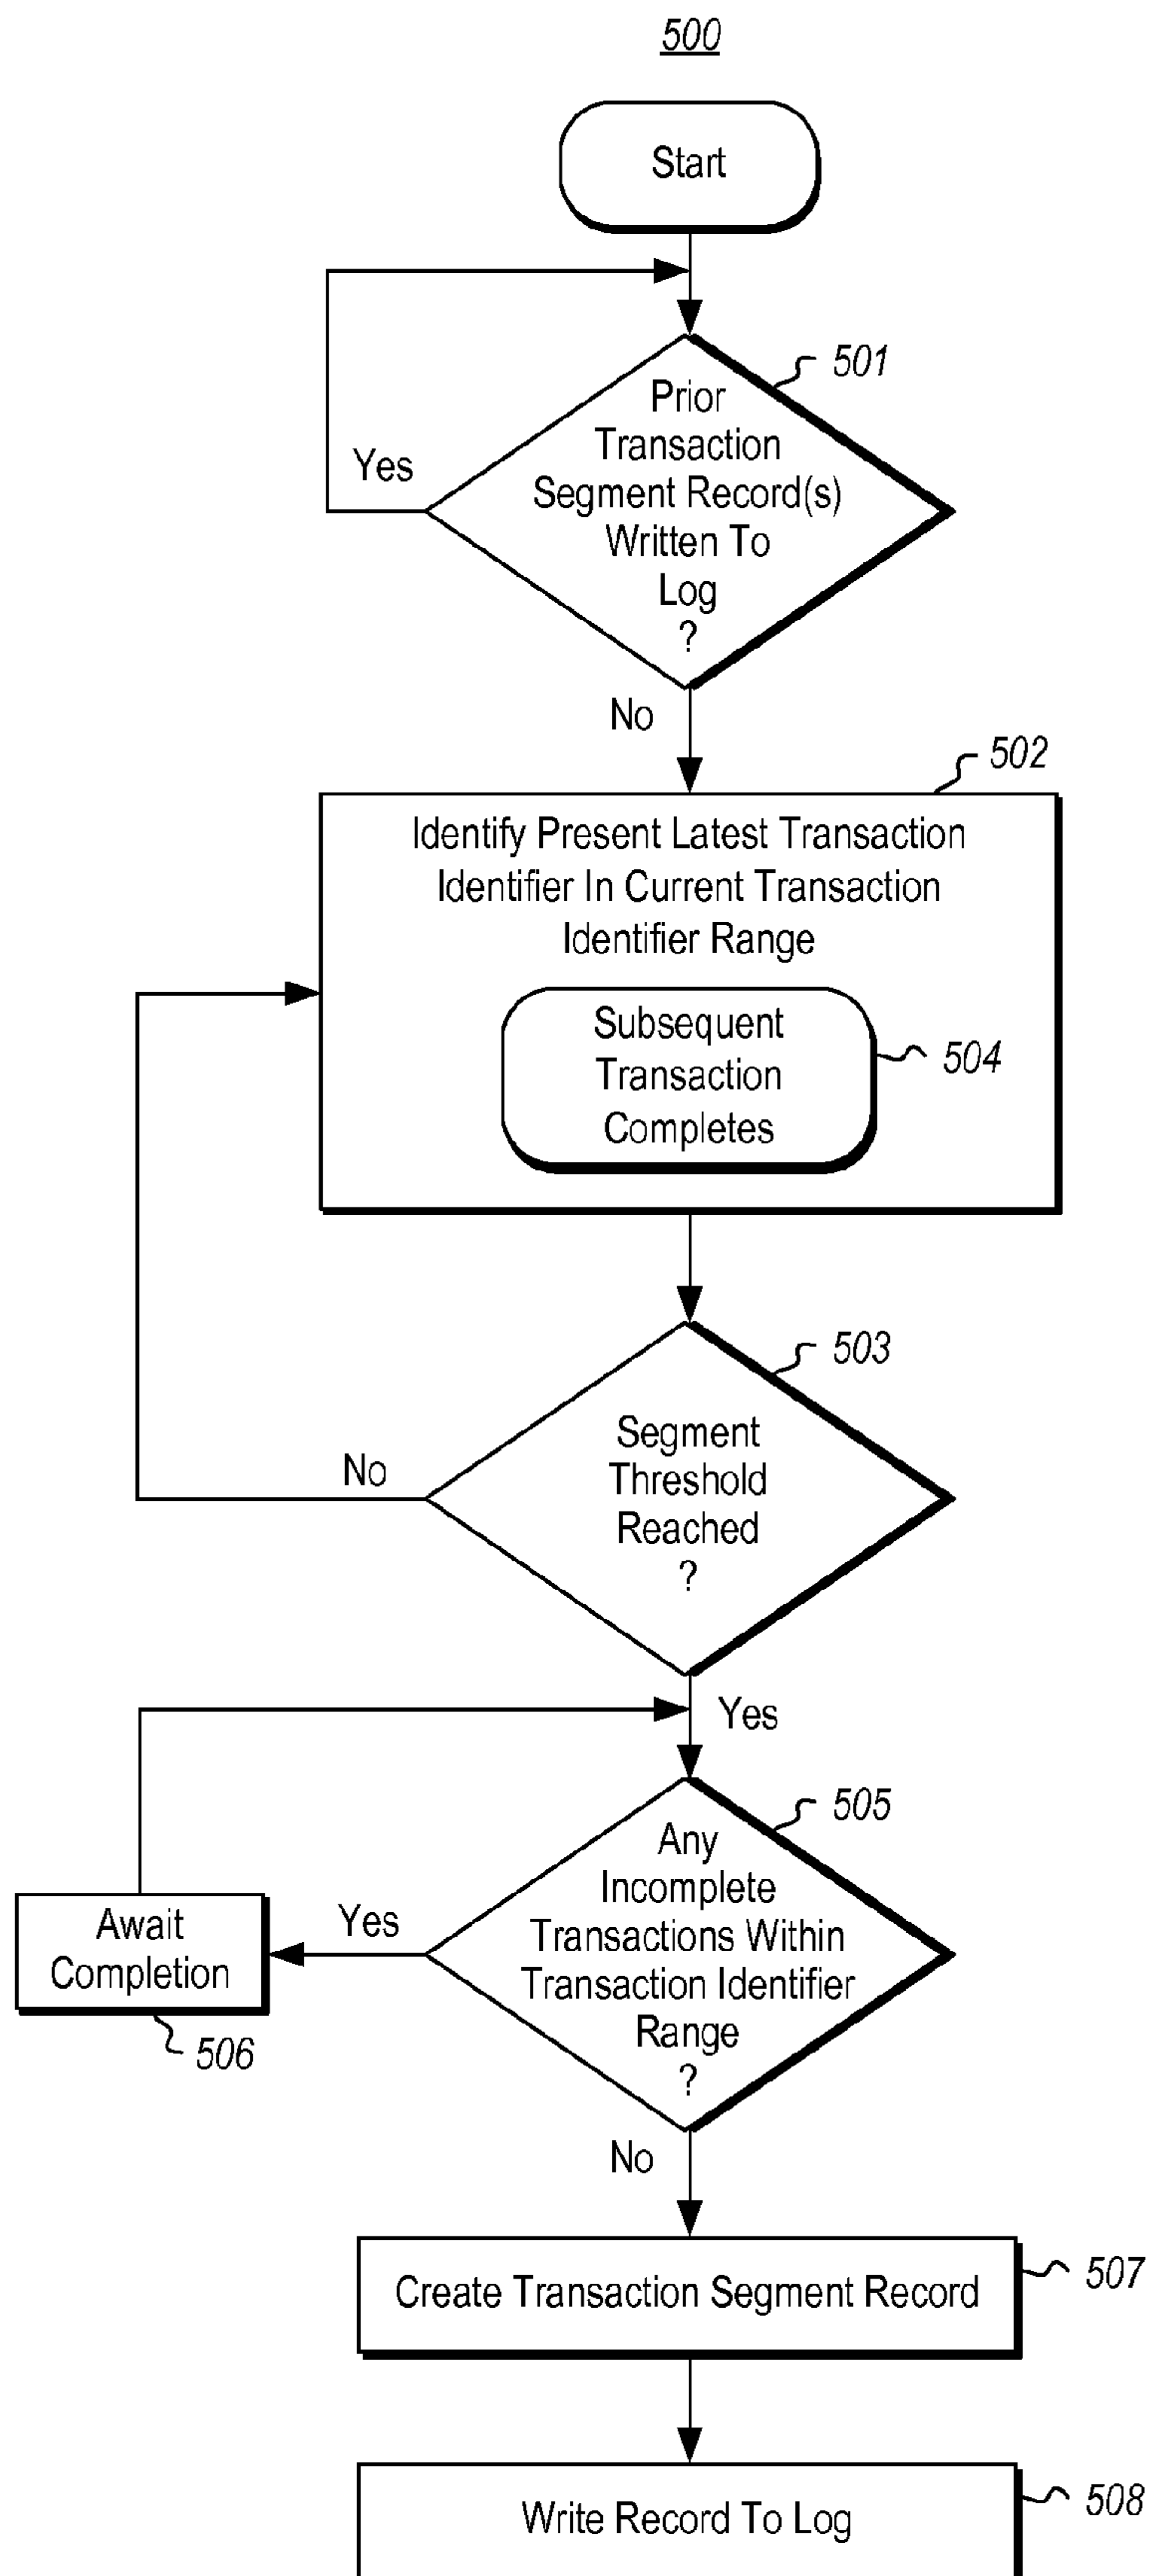 500
Start
501
Prior
Transaction
Segment Record(s)
Written To
Log
?
Yes
No
502
Identify Present Latest Transaction
Identifier In Current Transaction
Identifier Range
Subsequent
Transaction
Completes
504
503
Segment
Threshold
Reached
?
No
Yes
505
Any
Incomplete
Transactions Within
Transaction Identifier
Range
?
Yes
Await
Completion
506
No
Create Transaction Segment Record
507
Write Record To Log
508